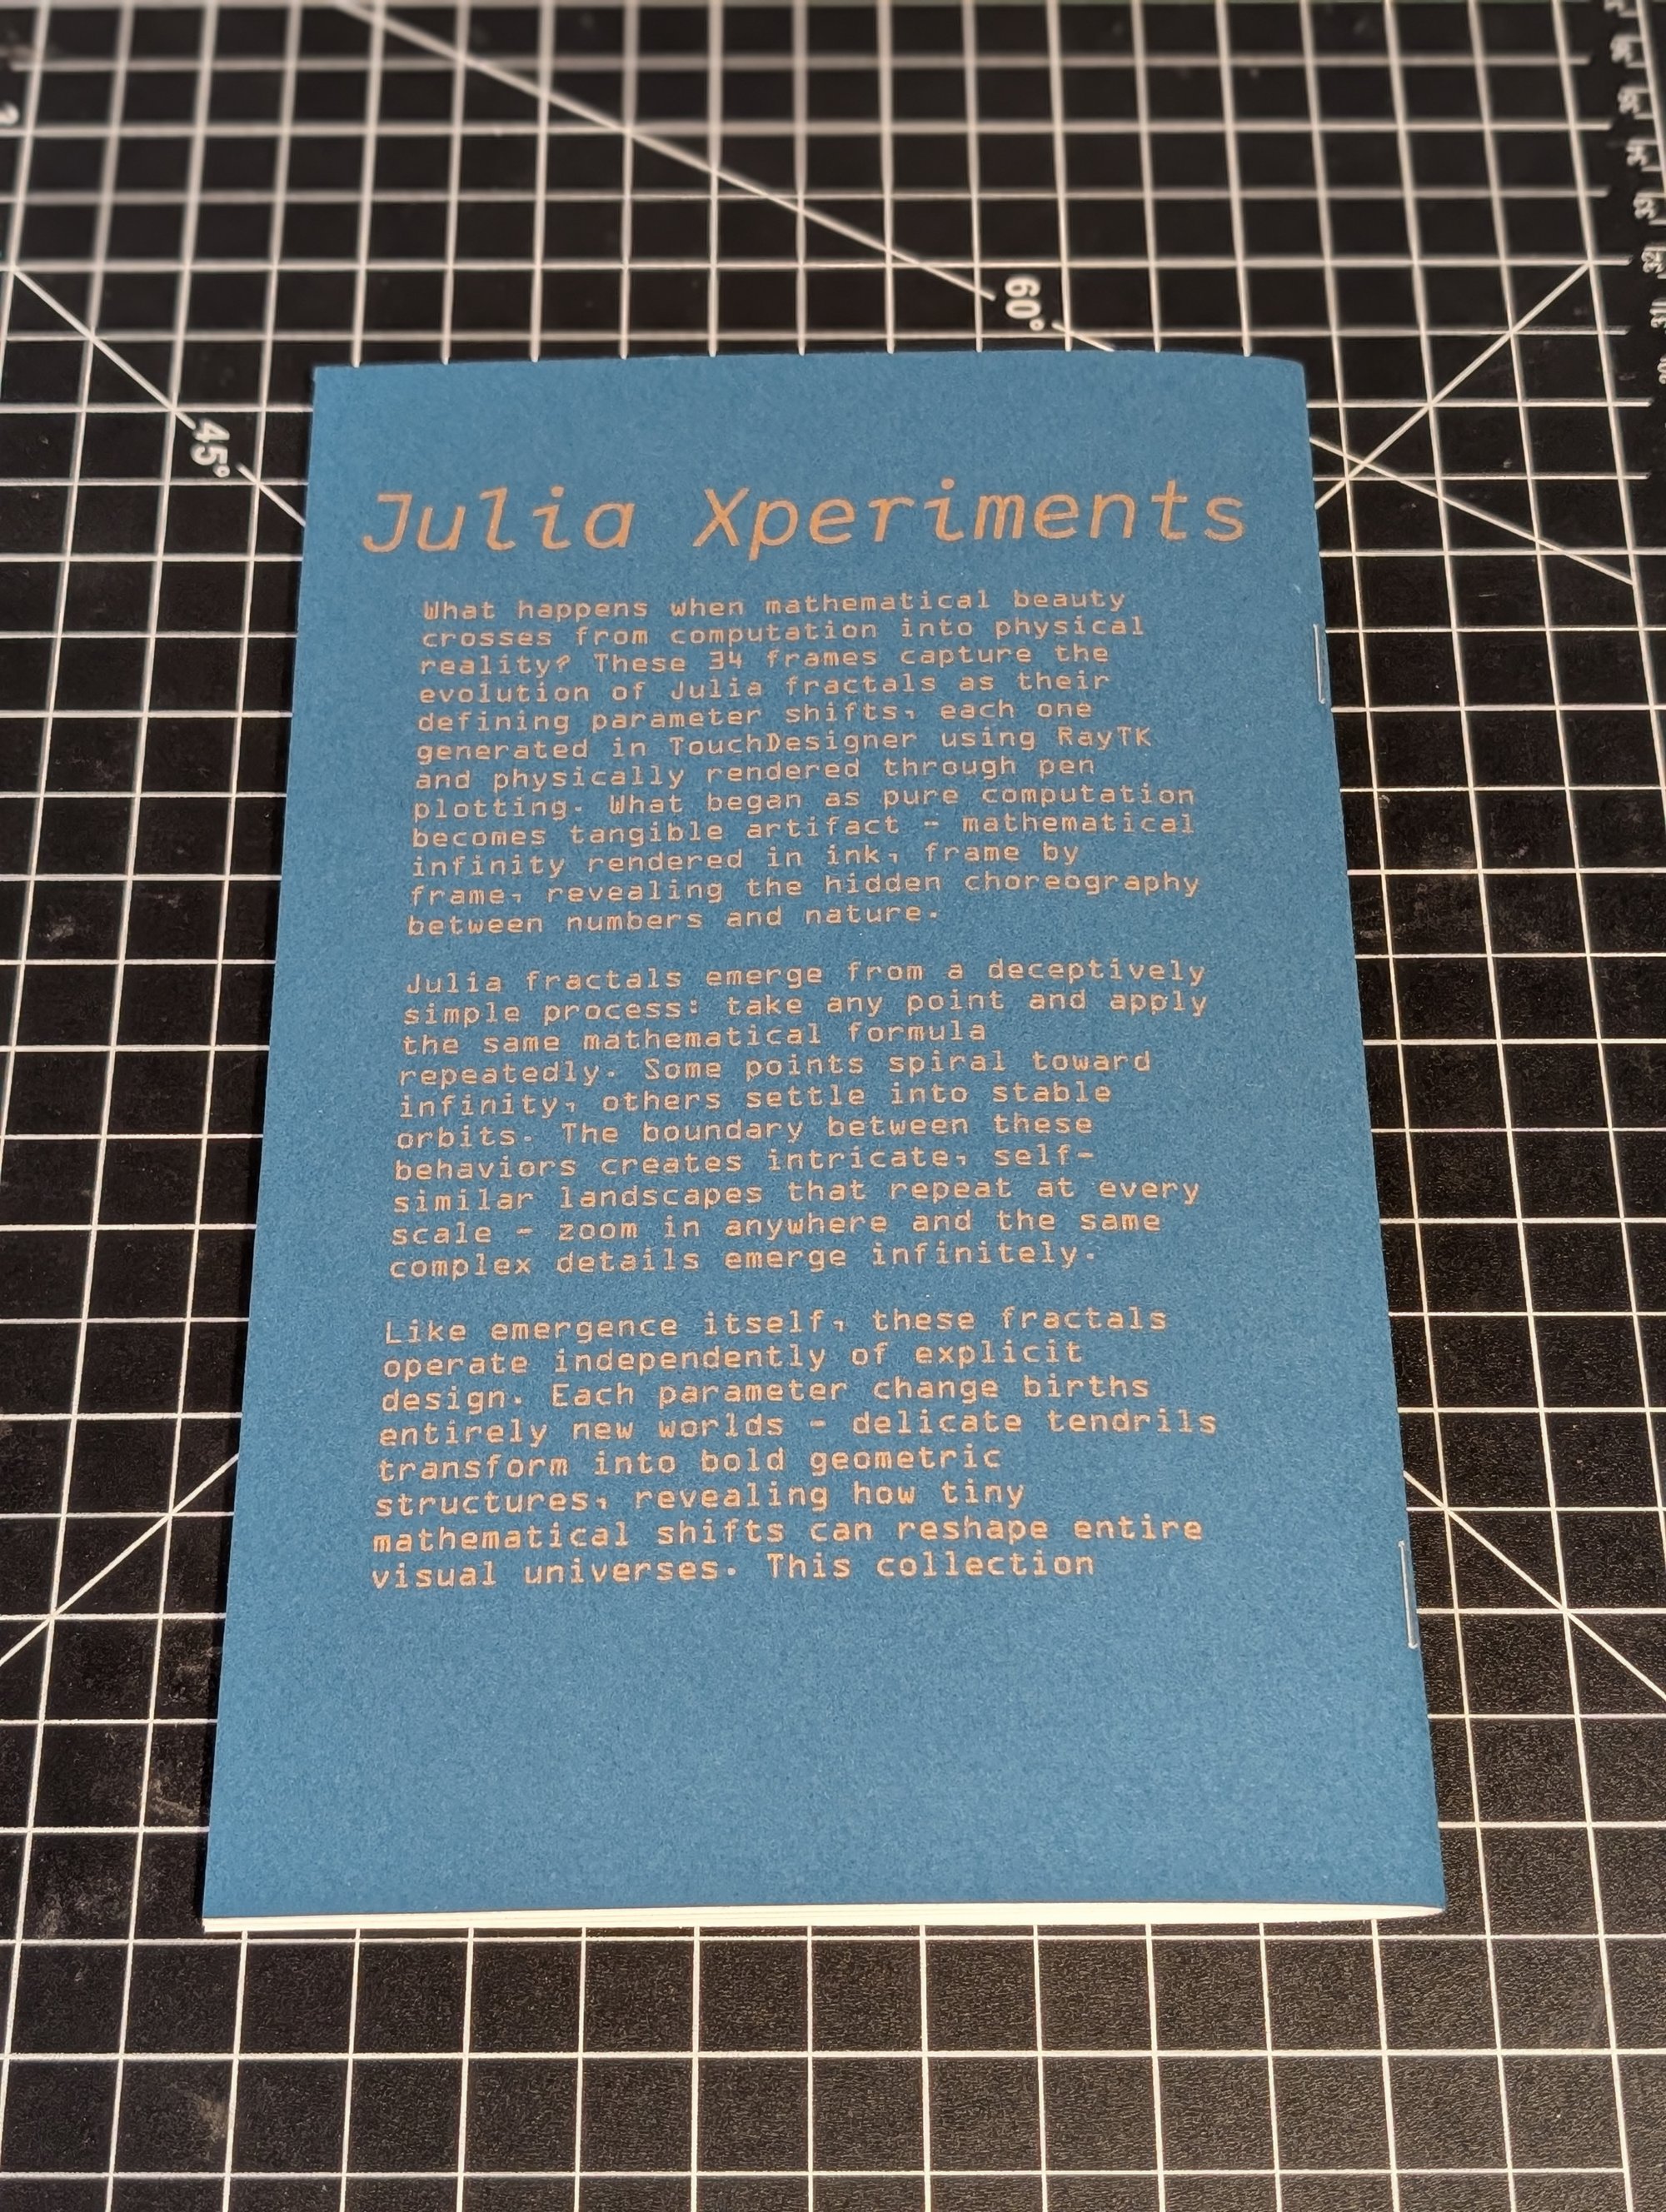 60°
45°
Julia Xperiments
What happens when mathematical beauty
crosses from computation into physical
reality? These 34 frames capture the
evolution of Julia fractals as their
defining parameter shifts, each one
generated in TouchDesigner using RayTK
and physically rendered through pen
plotting. What began as pure computation
becomes tangible artifact - mathematical
infinity rendered in ink, frame by
frame, revealing the hidden choreography
between numbers and nature.
Julia fractals emerge from a deceptively
simple process: take any point and apply
the same mathematical formula
repeatedly. Some points spiral toward
infinity, others settle into stable
orbits. The boundary between these
behaviors creates intricate, self-
similar landscapes that repeat at every
scale - zoom in anywhere and the same
complex details emerge infinitely.
Like emergence itself, these fractals
operate independently of explicit
design. Each parameter change births
entirely new worlds - delicate tendrils
transform into bold geometric
structures, revealing how tiny
mathematical shifts can reshape entire
visual universes. This collection